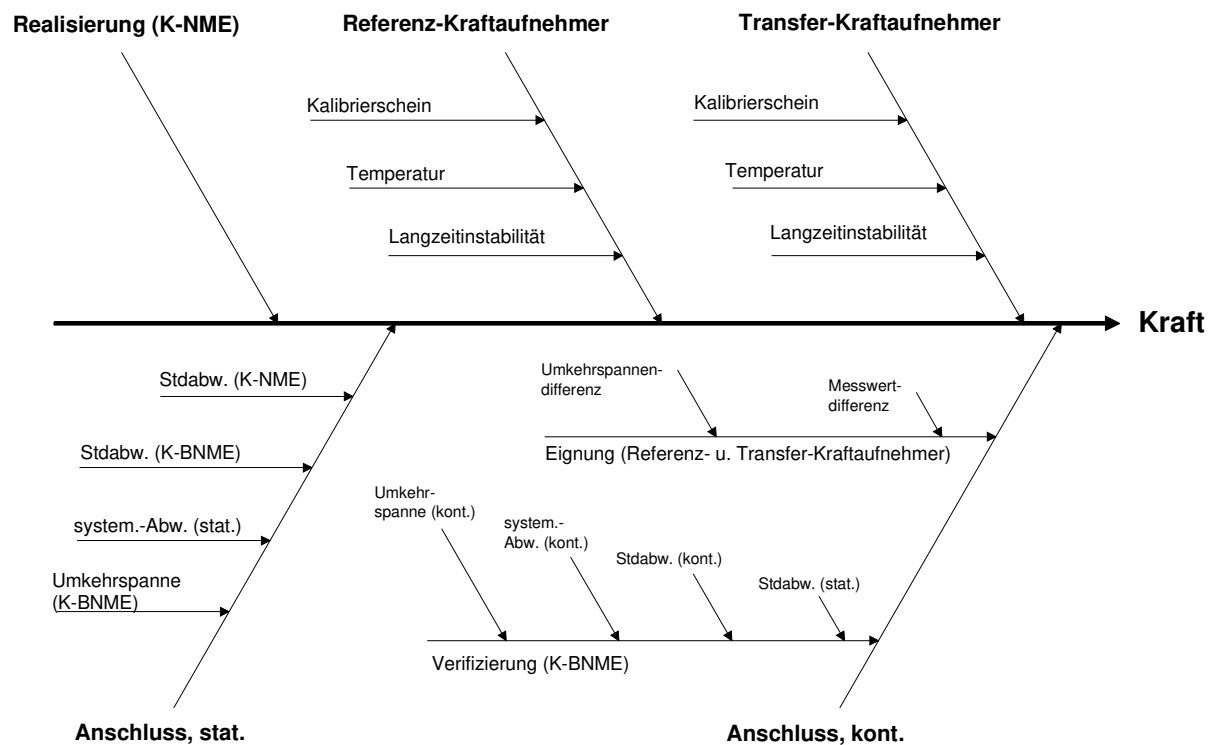 Realisierung (K-NME)
Referenz-Kraftaufnehmer
Transfer-Kraftaufnehmer
Kalibrierschein
Temperatur
Langzeitinstabilität
Kalibrierschein
Temperatur
Langzeitinstabilität
Kraft
Stdabw. (K-NME)
Stdabw. (K-BNME)
system.-Abw. (stat.)
Umkehrspanne
(K-BNME)
Umkehrspannen-
differenz
Messwert-
differenz
Eignung (Referenz- u. Transfer-Kraftaufnehmer)
Umkehr-
spanne (kont.)
system.-
Abw. (kont.)
Stdabw. (kont.)
Stdabw. (stat.)
Verifizierung (K-BNME)
Anschluss, stat.
Anschluss, kont.